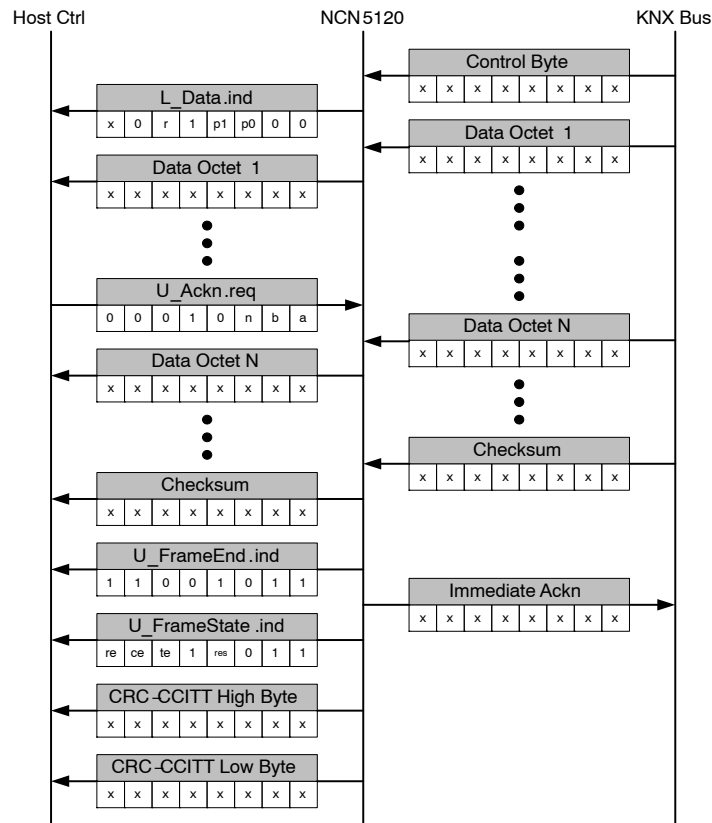 Host Ctrl NCN5120 KNX Bus
Control Byte
x x x x x x x x
L_Data.ind
x 0 r 1 p1 p0 0 0
Data Octet 1
x x x x x x x x
Data Octet 1
x x x x x x x x
U_Ackn.req
0 0 0 1 0 n b a
Data Octet N
x x x x x x x x
Data Octet N
x x x x x x x x
Checksum
x x x x x x x x
Checksum
x x x x x x x x
U_FrameEnd.ind
1 1 0 0 1 0 1 1
Immediate Ackn
x x x x x x x x
U_FrameState.ind
re ce te 1 res 0 1 1
CRC-CCITT High Byte
x x x x x x x x
CRC-CCITT Low Byte
x x x x x x x x